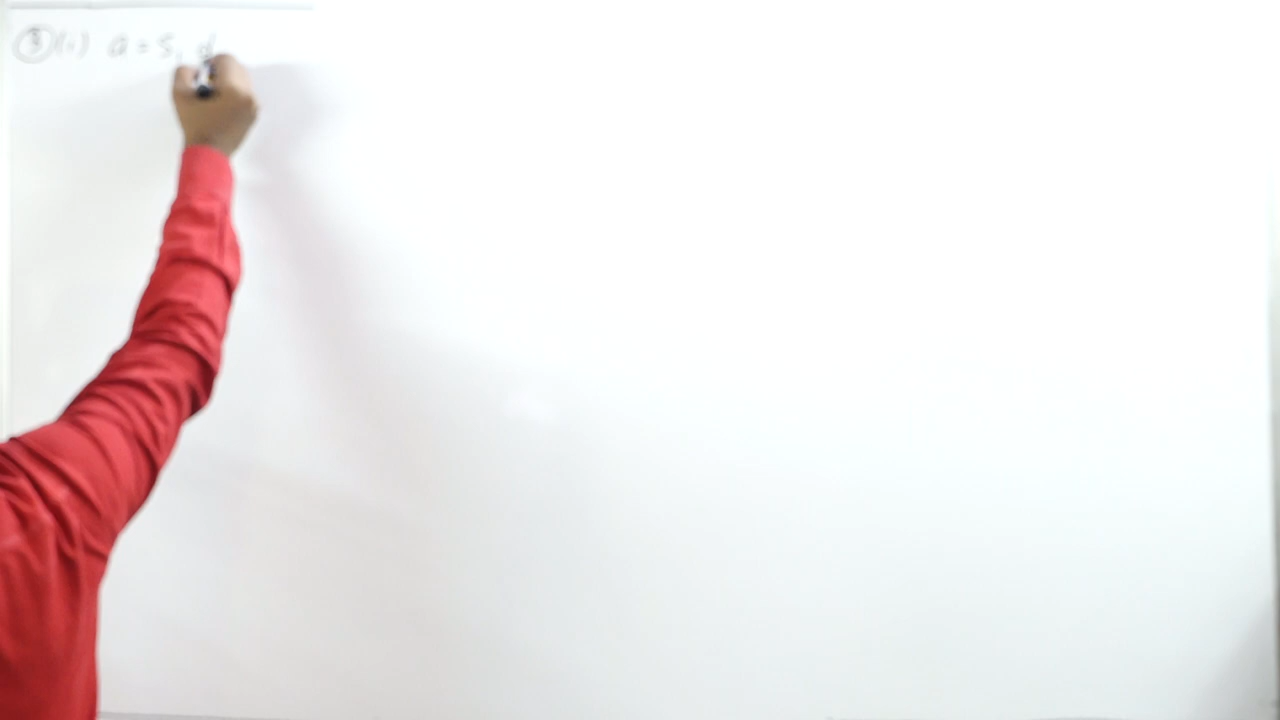 ③(i) a = 5, d